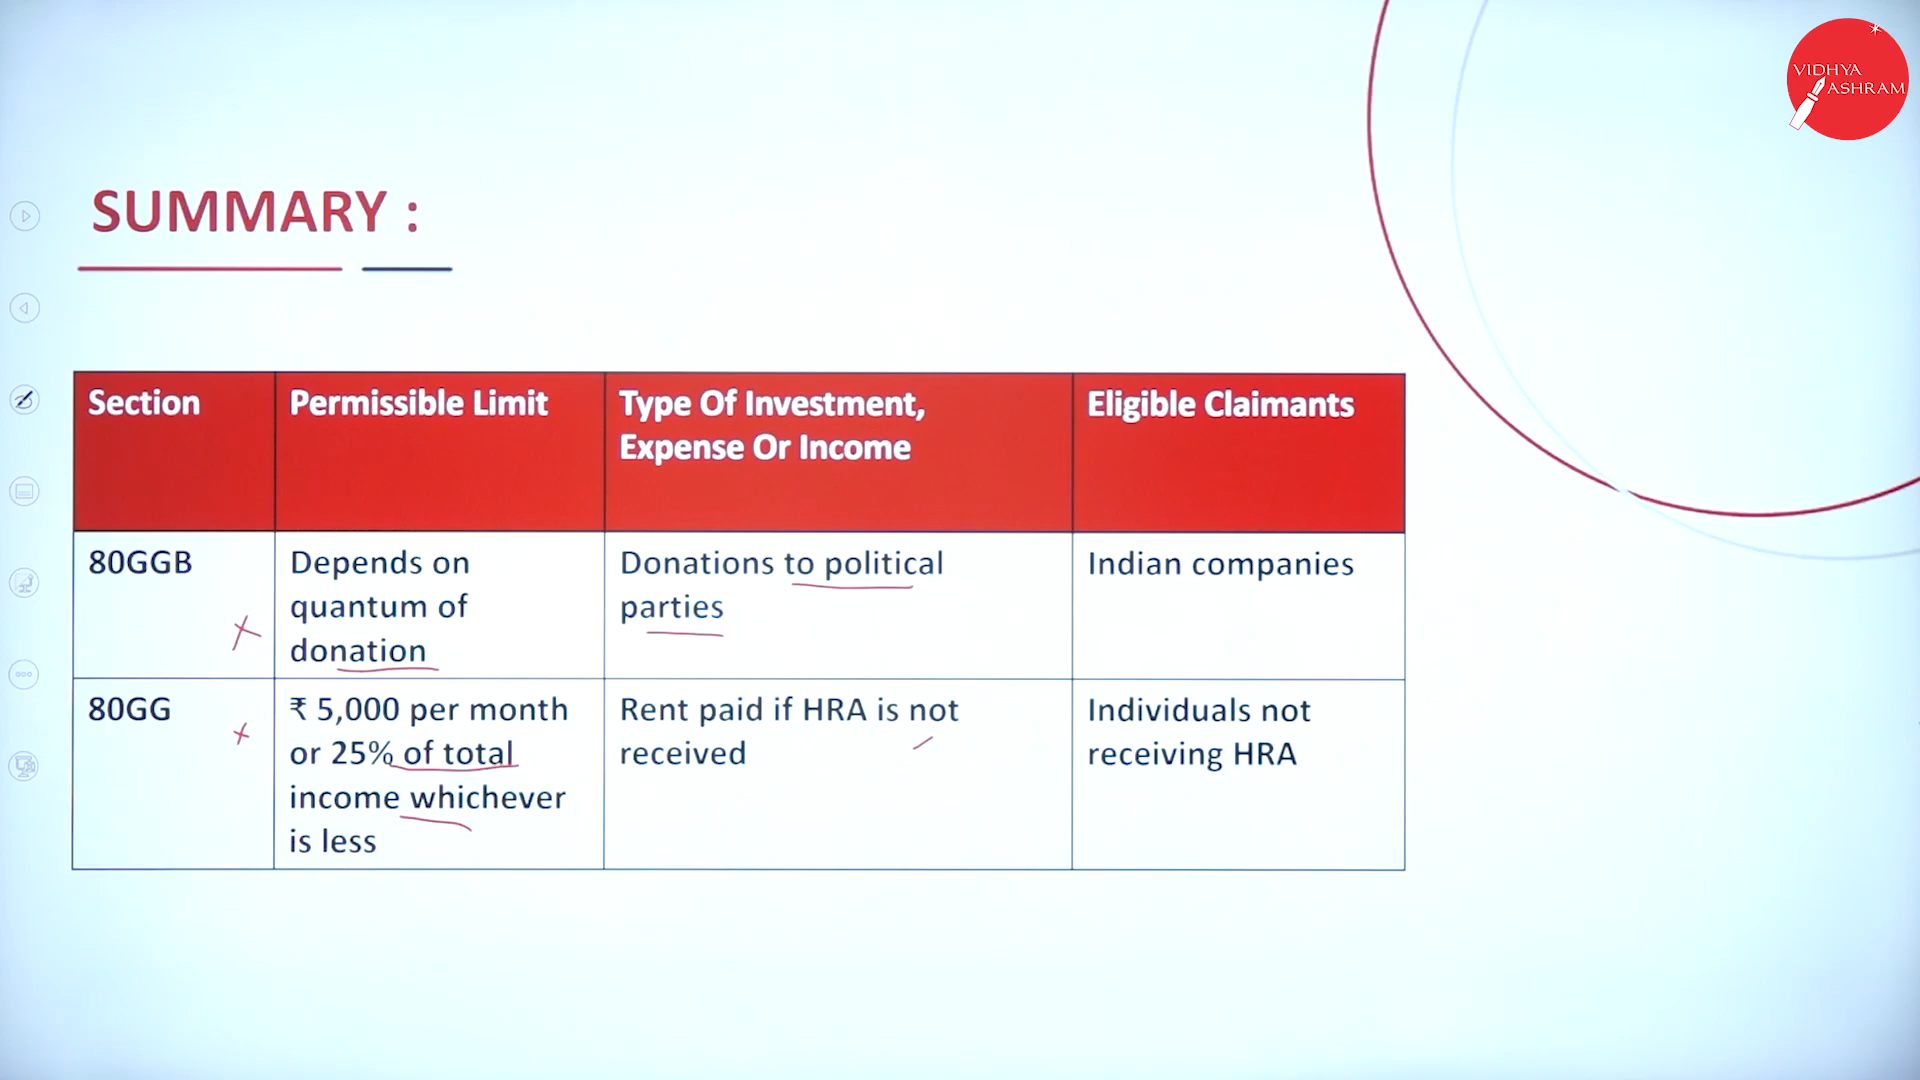 VIDHYA
ASHRAM
SUMMARY :
Section
Permissible Limit
Type Of Investment,
Expense Or Income
Eligible Claimants
80GGB
Depends on
quantum of
donation
Donations to political
parties
Indian companies
80GG
₹ 5,000 per month
or 25% of total
income whichever
is less
Rent paid if HRA is not
received
Individuals not
receiving HRA